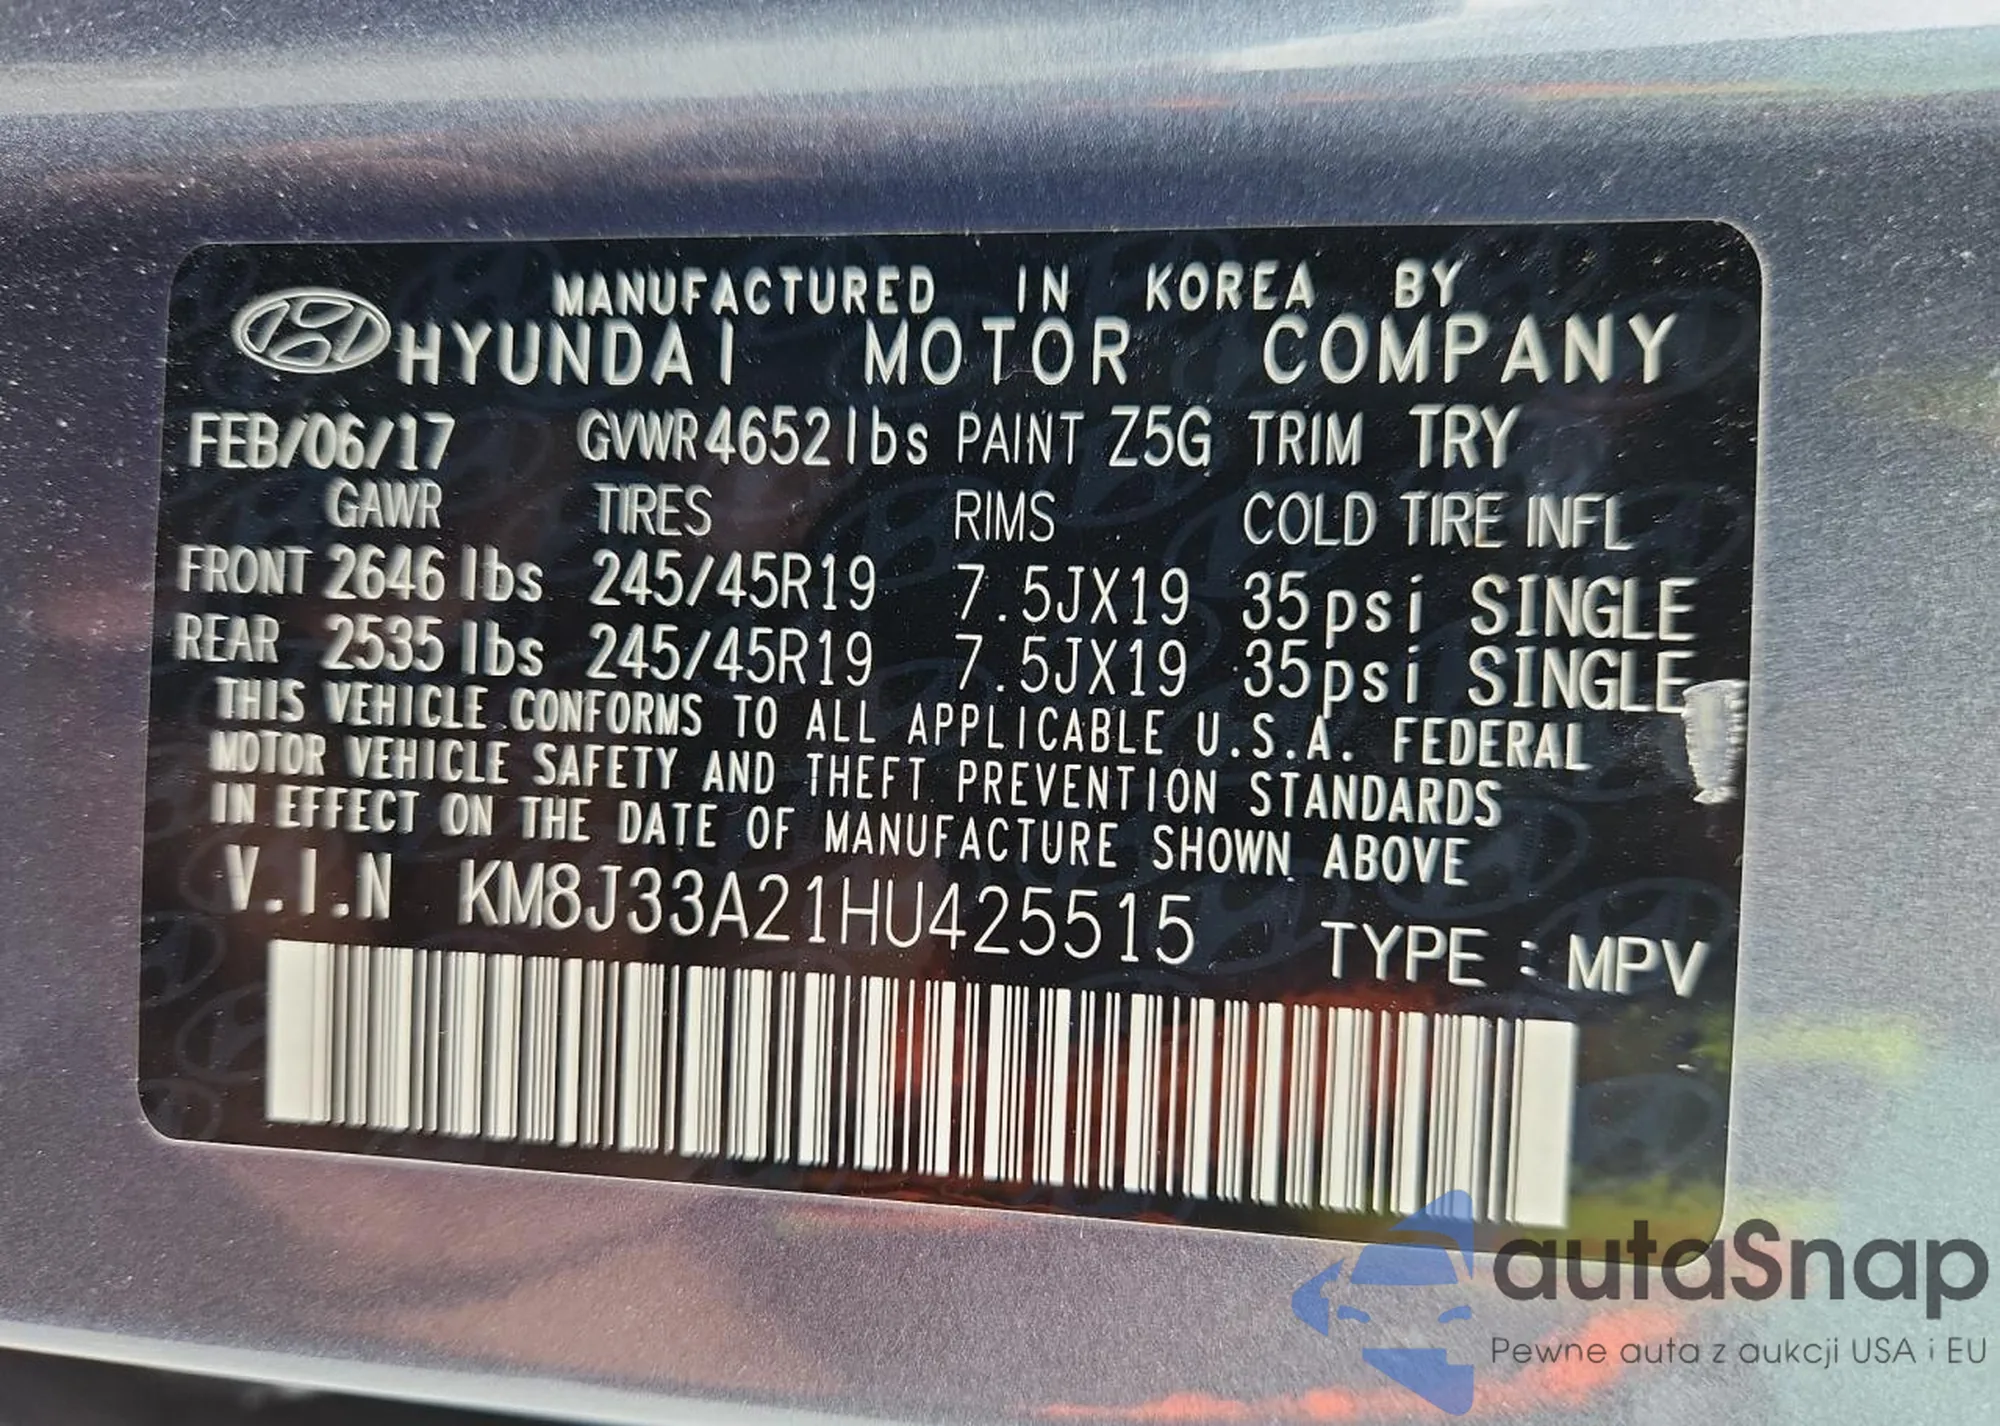 MANUFACTURED IN KOREA BY
HYUNDAI MOTOR COMPANY
FEB/06/17 GVWR 4652lbs PAINT Z5G TRIM TRY
GAWR TIRES RIMS COLD TIRE INFL
FRONT 2646 lbs 245/45R19 7.5JX19 35psi SINGLE
REAR 2535 lbs 245/45R19 7.5JX19 35psi SINGLE
THIS VEHICLE CONFORMS TO ALL APPLICABLE U.S.A. FEDERAL
MOTOR VEHICLE SAFETY AND THEFT PREVENTION STANDARDS
IN EFFECT ON THE DATE OF MANUFACTURE SHOWN ABOVE
V.I.N KM8J33A21HU425515 TYPE : MPV
autaSnap
Pewne auta z aukcji USA i EU